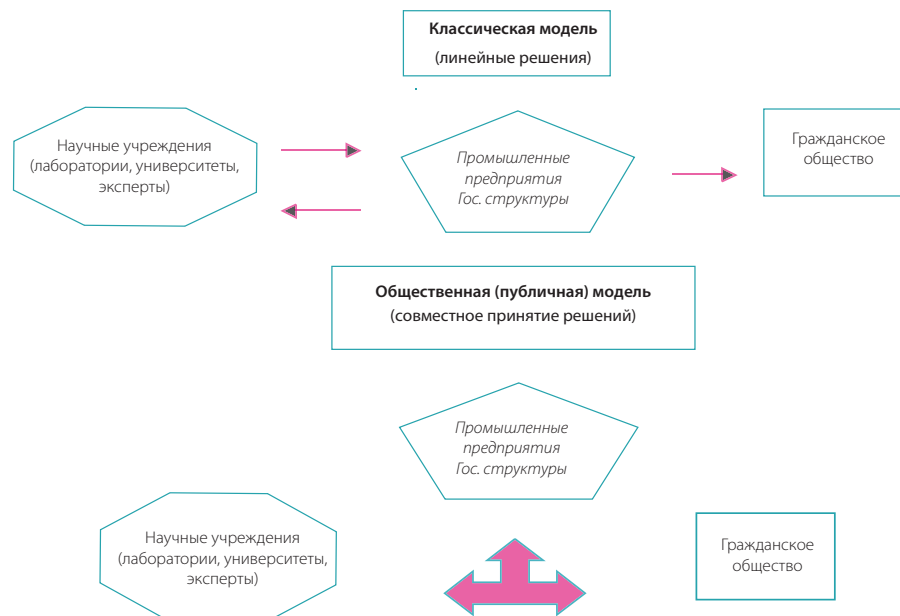 Классическая модель
(линейные решения)
Научные учреждения
(лаборатории, университеты,
эксперты)
Промышленные
предприятия
Гос. структуры
Гражданское
общество
Общественная (публичная) модель
(совместное принятие решений)
Промышленные
предприятия
Гос. структуры
Научные учреждения
(лаборатории, университеты,
эксперты)
Гражданское
общество